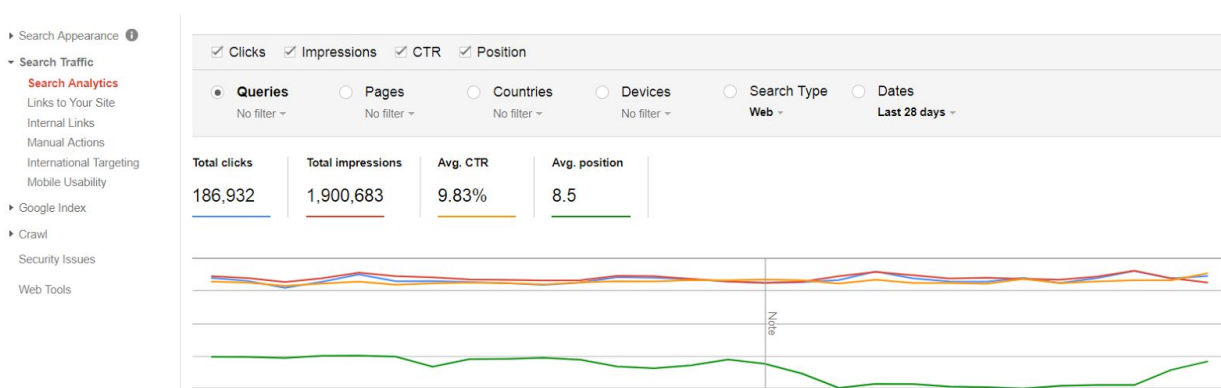 Search Appearance
Search Traffic
Search Analytics
Links to Your Site
Internal Links
Manual Actions
International Targeting
Mobile Usability
Google Index
Crawl
Security Issues
Web Tools
Clicks Impressions CTR Position
Queries Pages Countries Devices Search Type Dates
No filter No filter No filter No filter Web Last 28 days
Total clicks Total impressions Avg. CTR Avg. position
186,932 1,900,683 9.83% 8.5
Note